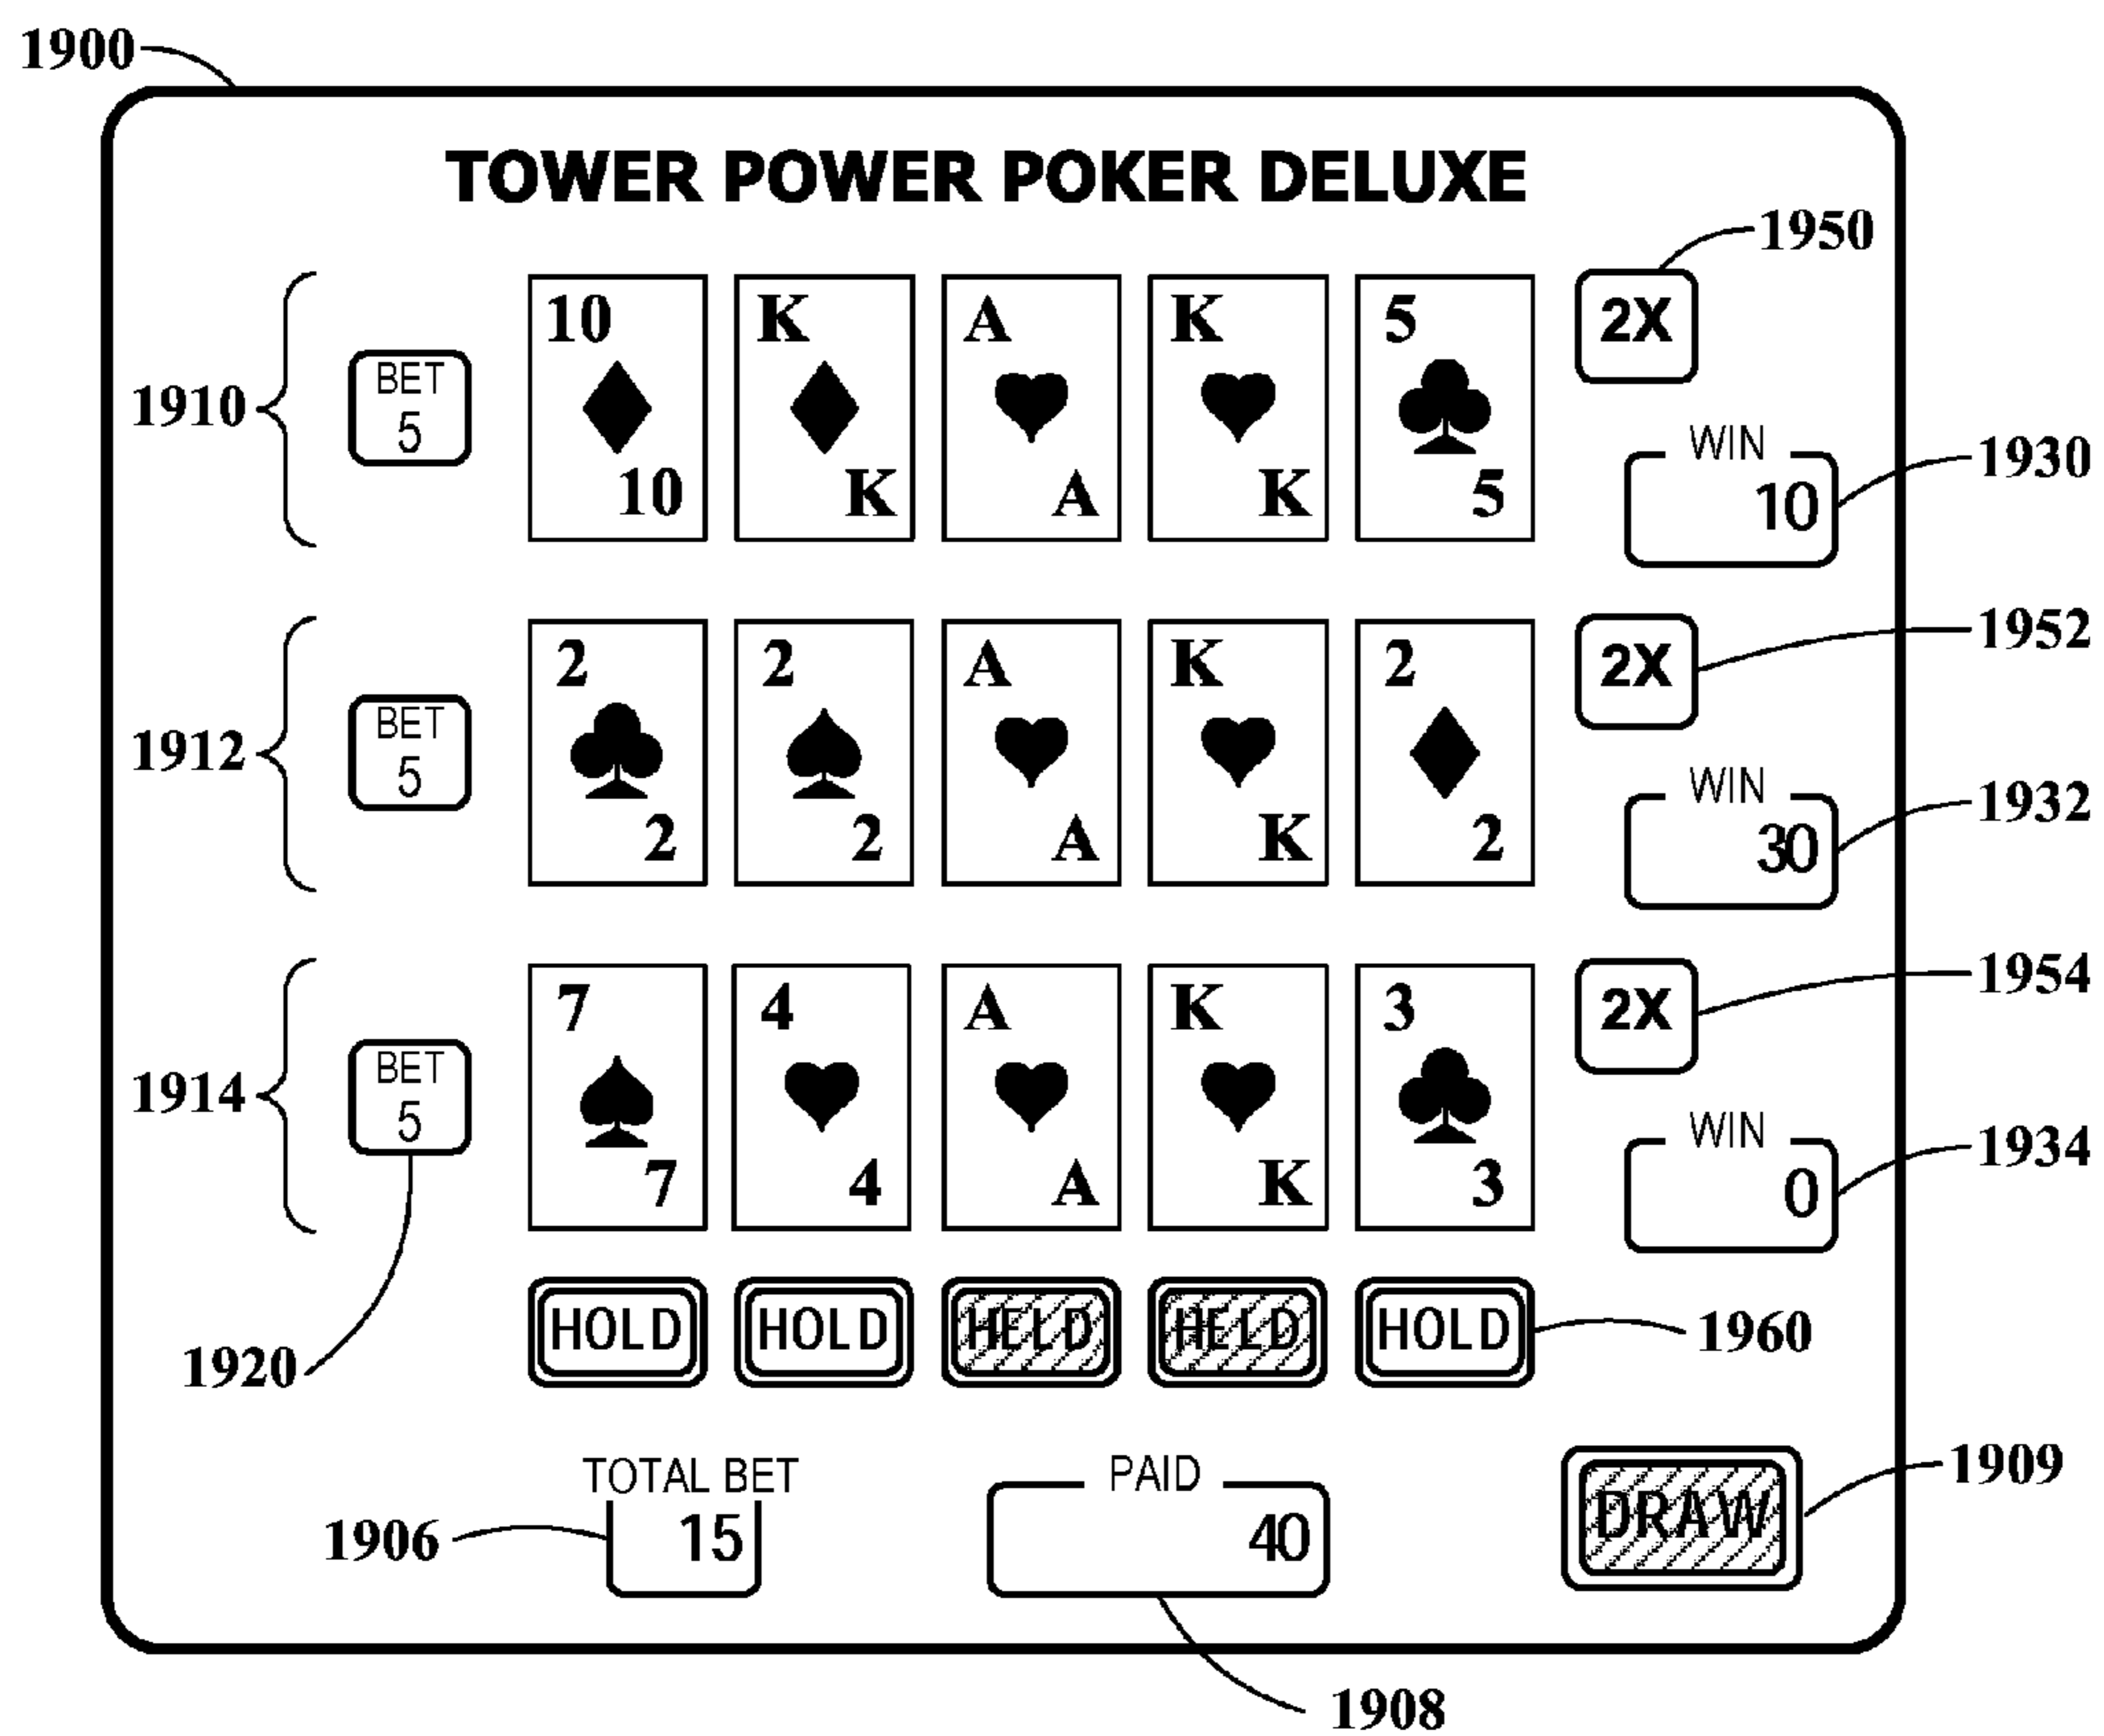 1900
TOWER POWER POKER DELUXE
1950
10 K A K 5 2X
1910 BET 5
WIN 10 1930
10 K A K 5
2 2 A K 2 2X 1952
1912 BET 5
WIN 30 1932
2 2 A K 2
7 4 A K 3 2X 1954
1914 BET 5
WIN 0 1934
7 4 A K 3
HOLD HOLD HELD HELD HOLD 1960
1920
TOTAL BET PAID
1906 15 40 DRAW 1909
1908